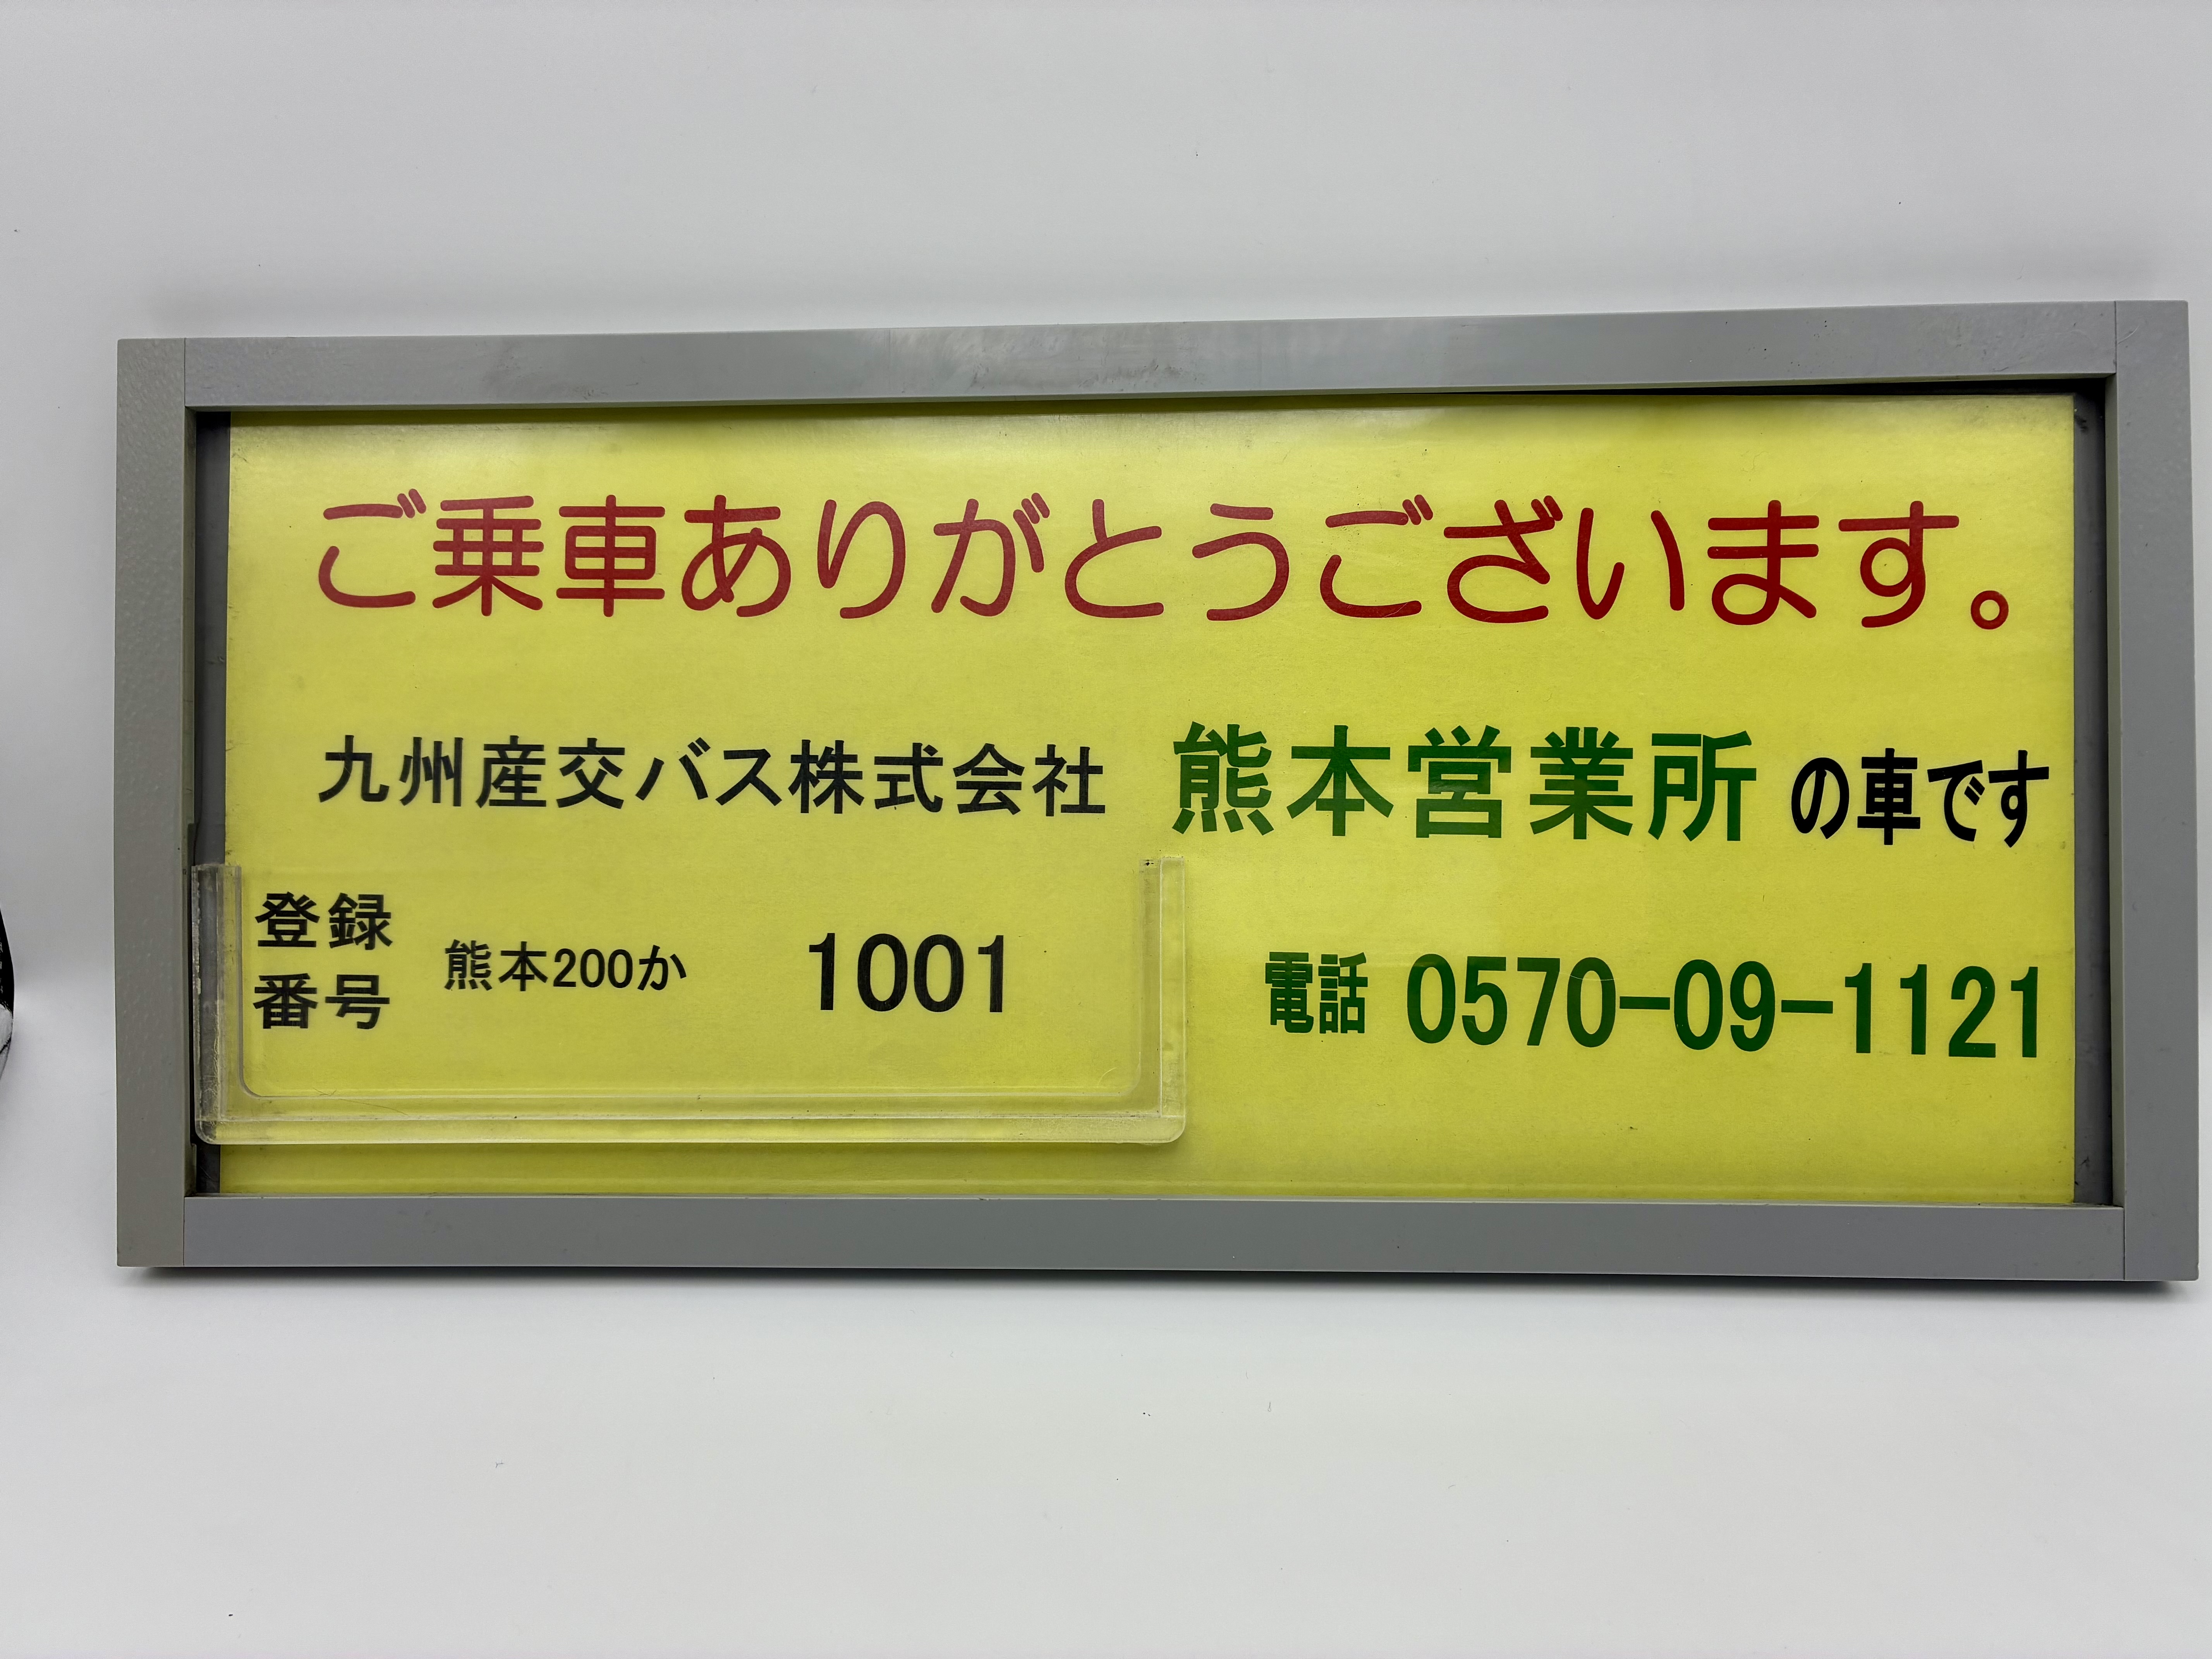 ご乗車ありがとうございます。
九州産交バス株式会社 熊本営業所 の車です
登録番号 熊本200か 1001
電話 0570-09-1121